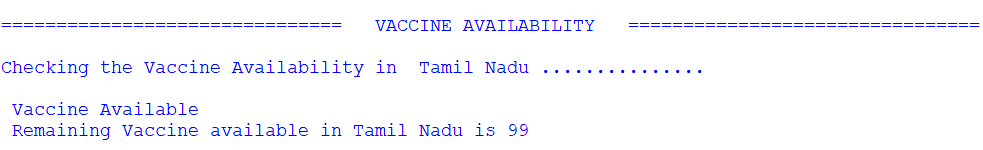 ===============================   VACCINE AVAILABILITY   ================================
Checking the Vaccine Availability in  Tamil Nadu ...............
Vaccine Available
Remaining Vaccine available in Tamil Nadu is 99